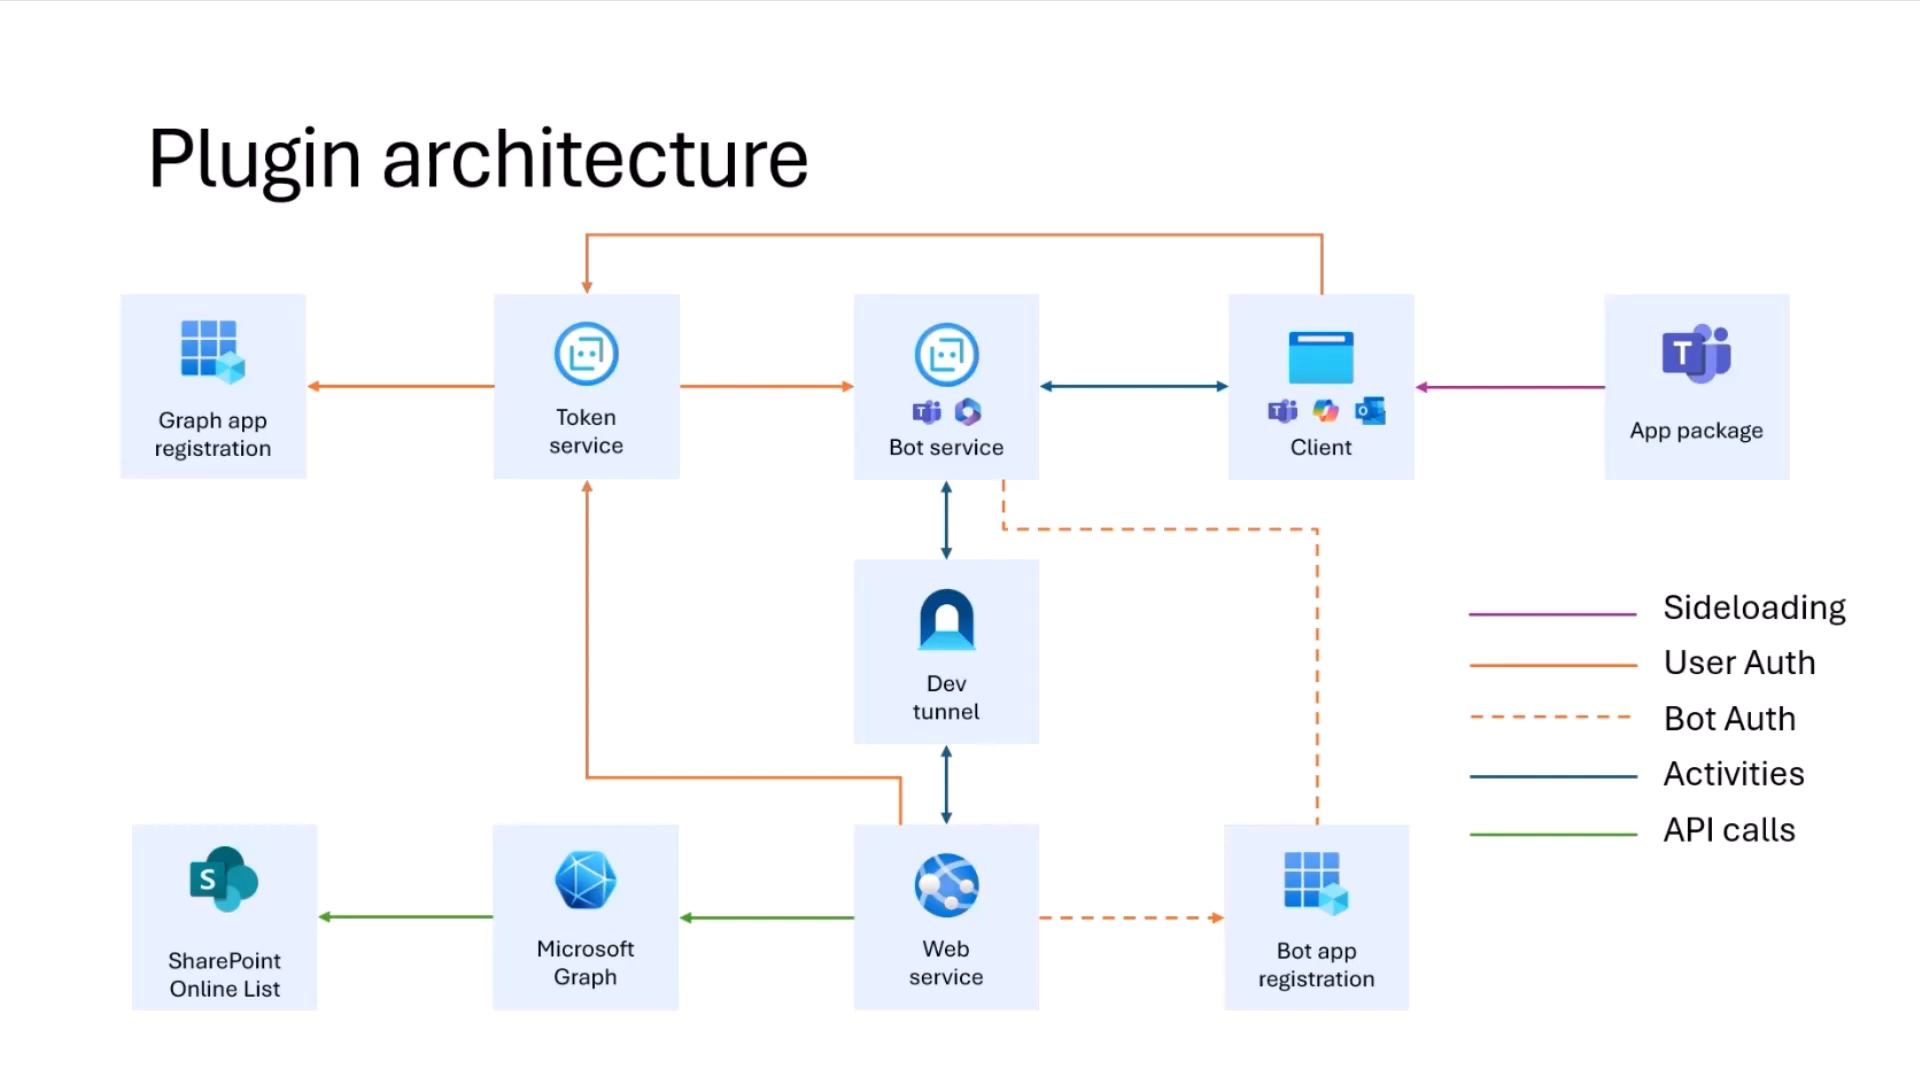 Plugin architecture
Graph app
registration
Token
service
Bot service
Client
App package
Dev
tunnel
Sideloading
User Auth
Bot Auth
Activities
API calls
SharePoint
Online List
Microsoft
Graph
Web
service
Bot app
registration